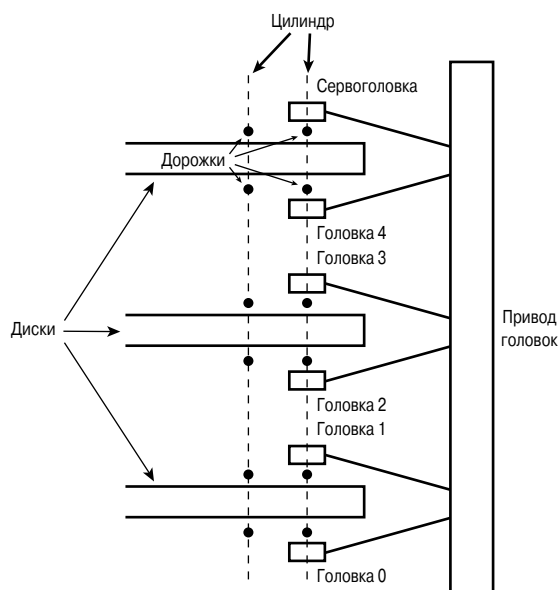 Цилиндр
Сервоголовка
Дорожки
Головка 4
Головка 3
Диски
Привод
головок
Головка 2
Головка 1
Головка 0